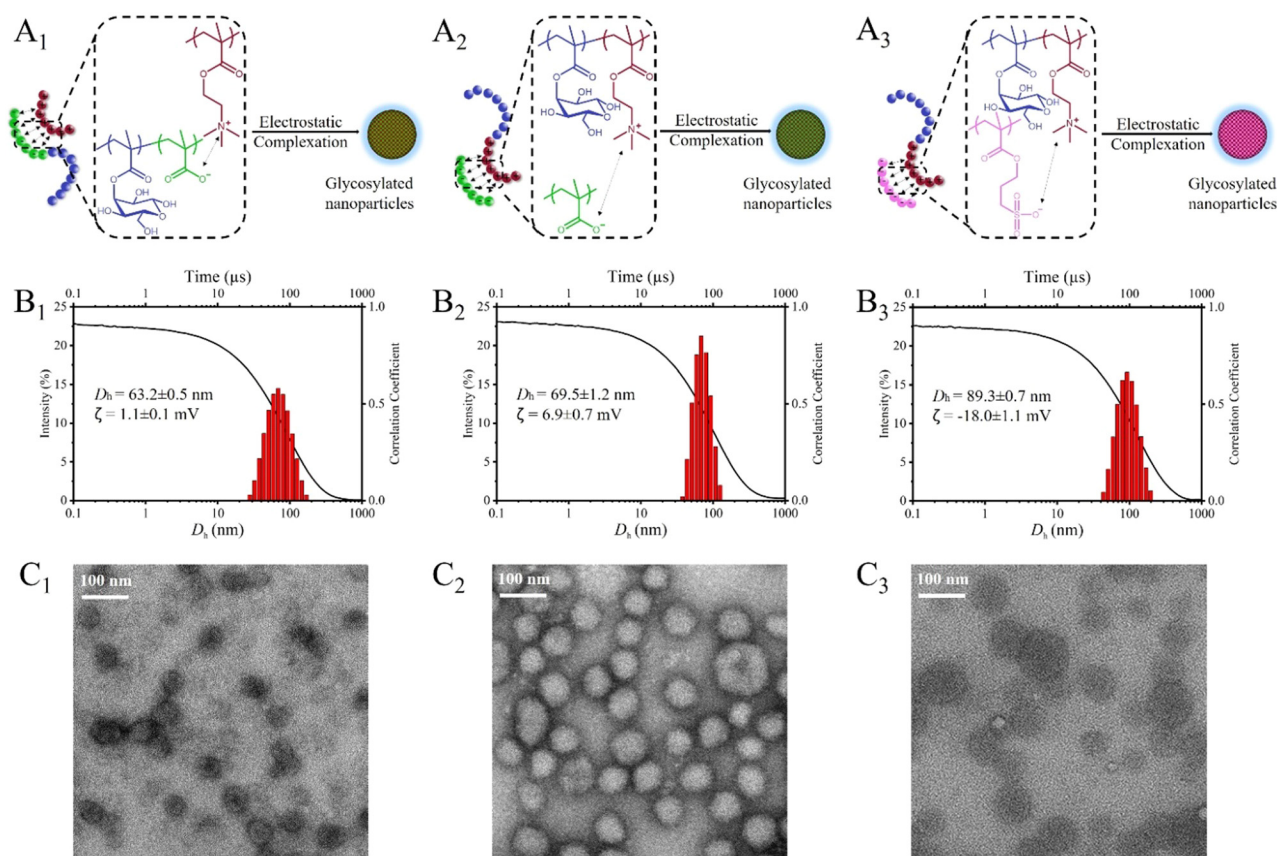 A1
O
O
N+
O
O
O
O-
HO
OH
OH
O
OH
OH
Electrostatic
Complexation
Glycosylated
nanoparticles
A2
O
O
O
O
HO
OH
OH
O
OH
OH
N+
O
O-
Electrostatic
Complexation
Glycosylated
nanoparticles
A3
O
O
O
O
HO
OH
OH
O
OH
OH
N+
O
O
O
S
O-
O
Electrostatic
Complexation
Glycosylated
nanoparticles
B1
Time (µs)
0.1 1 10 100 1000
Intensity (%)
25
20
15
10
5
0
Dh = 63.2±0.5 nm
ζ = 1.1±0.1 mV
1.0
0.5
0.0
Correlation Coefficient
0.1 1 10 100 1000
Dh (nm)
B2
Time (µs)
0.1 1 10 100 1000
Intensity (%)
25
20
15
10
5
0
Dh = 69.5±1.2 nm
ζ = 6.9±0.7 mV
1.0
0.5
0.0
Correlation Coefficient
0.1 1 10 100 1000
Dh (nm)
B3
Time (µs)
0.1 1 10 100 1000
Intensity (%)
25
20
15
10
5
0
Dh = 89.3±0.7 nm
ζ = -18.0±1.1 mV
1.0
0.5
0.0
Correlation Coefficient
0.1 1 10 100 1000
Dh (nm)
C1
100 nm
C2
100 nm
C3
100 nm